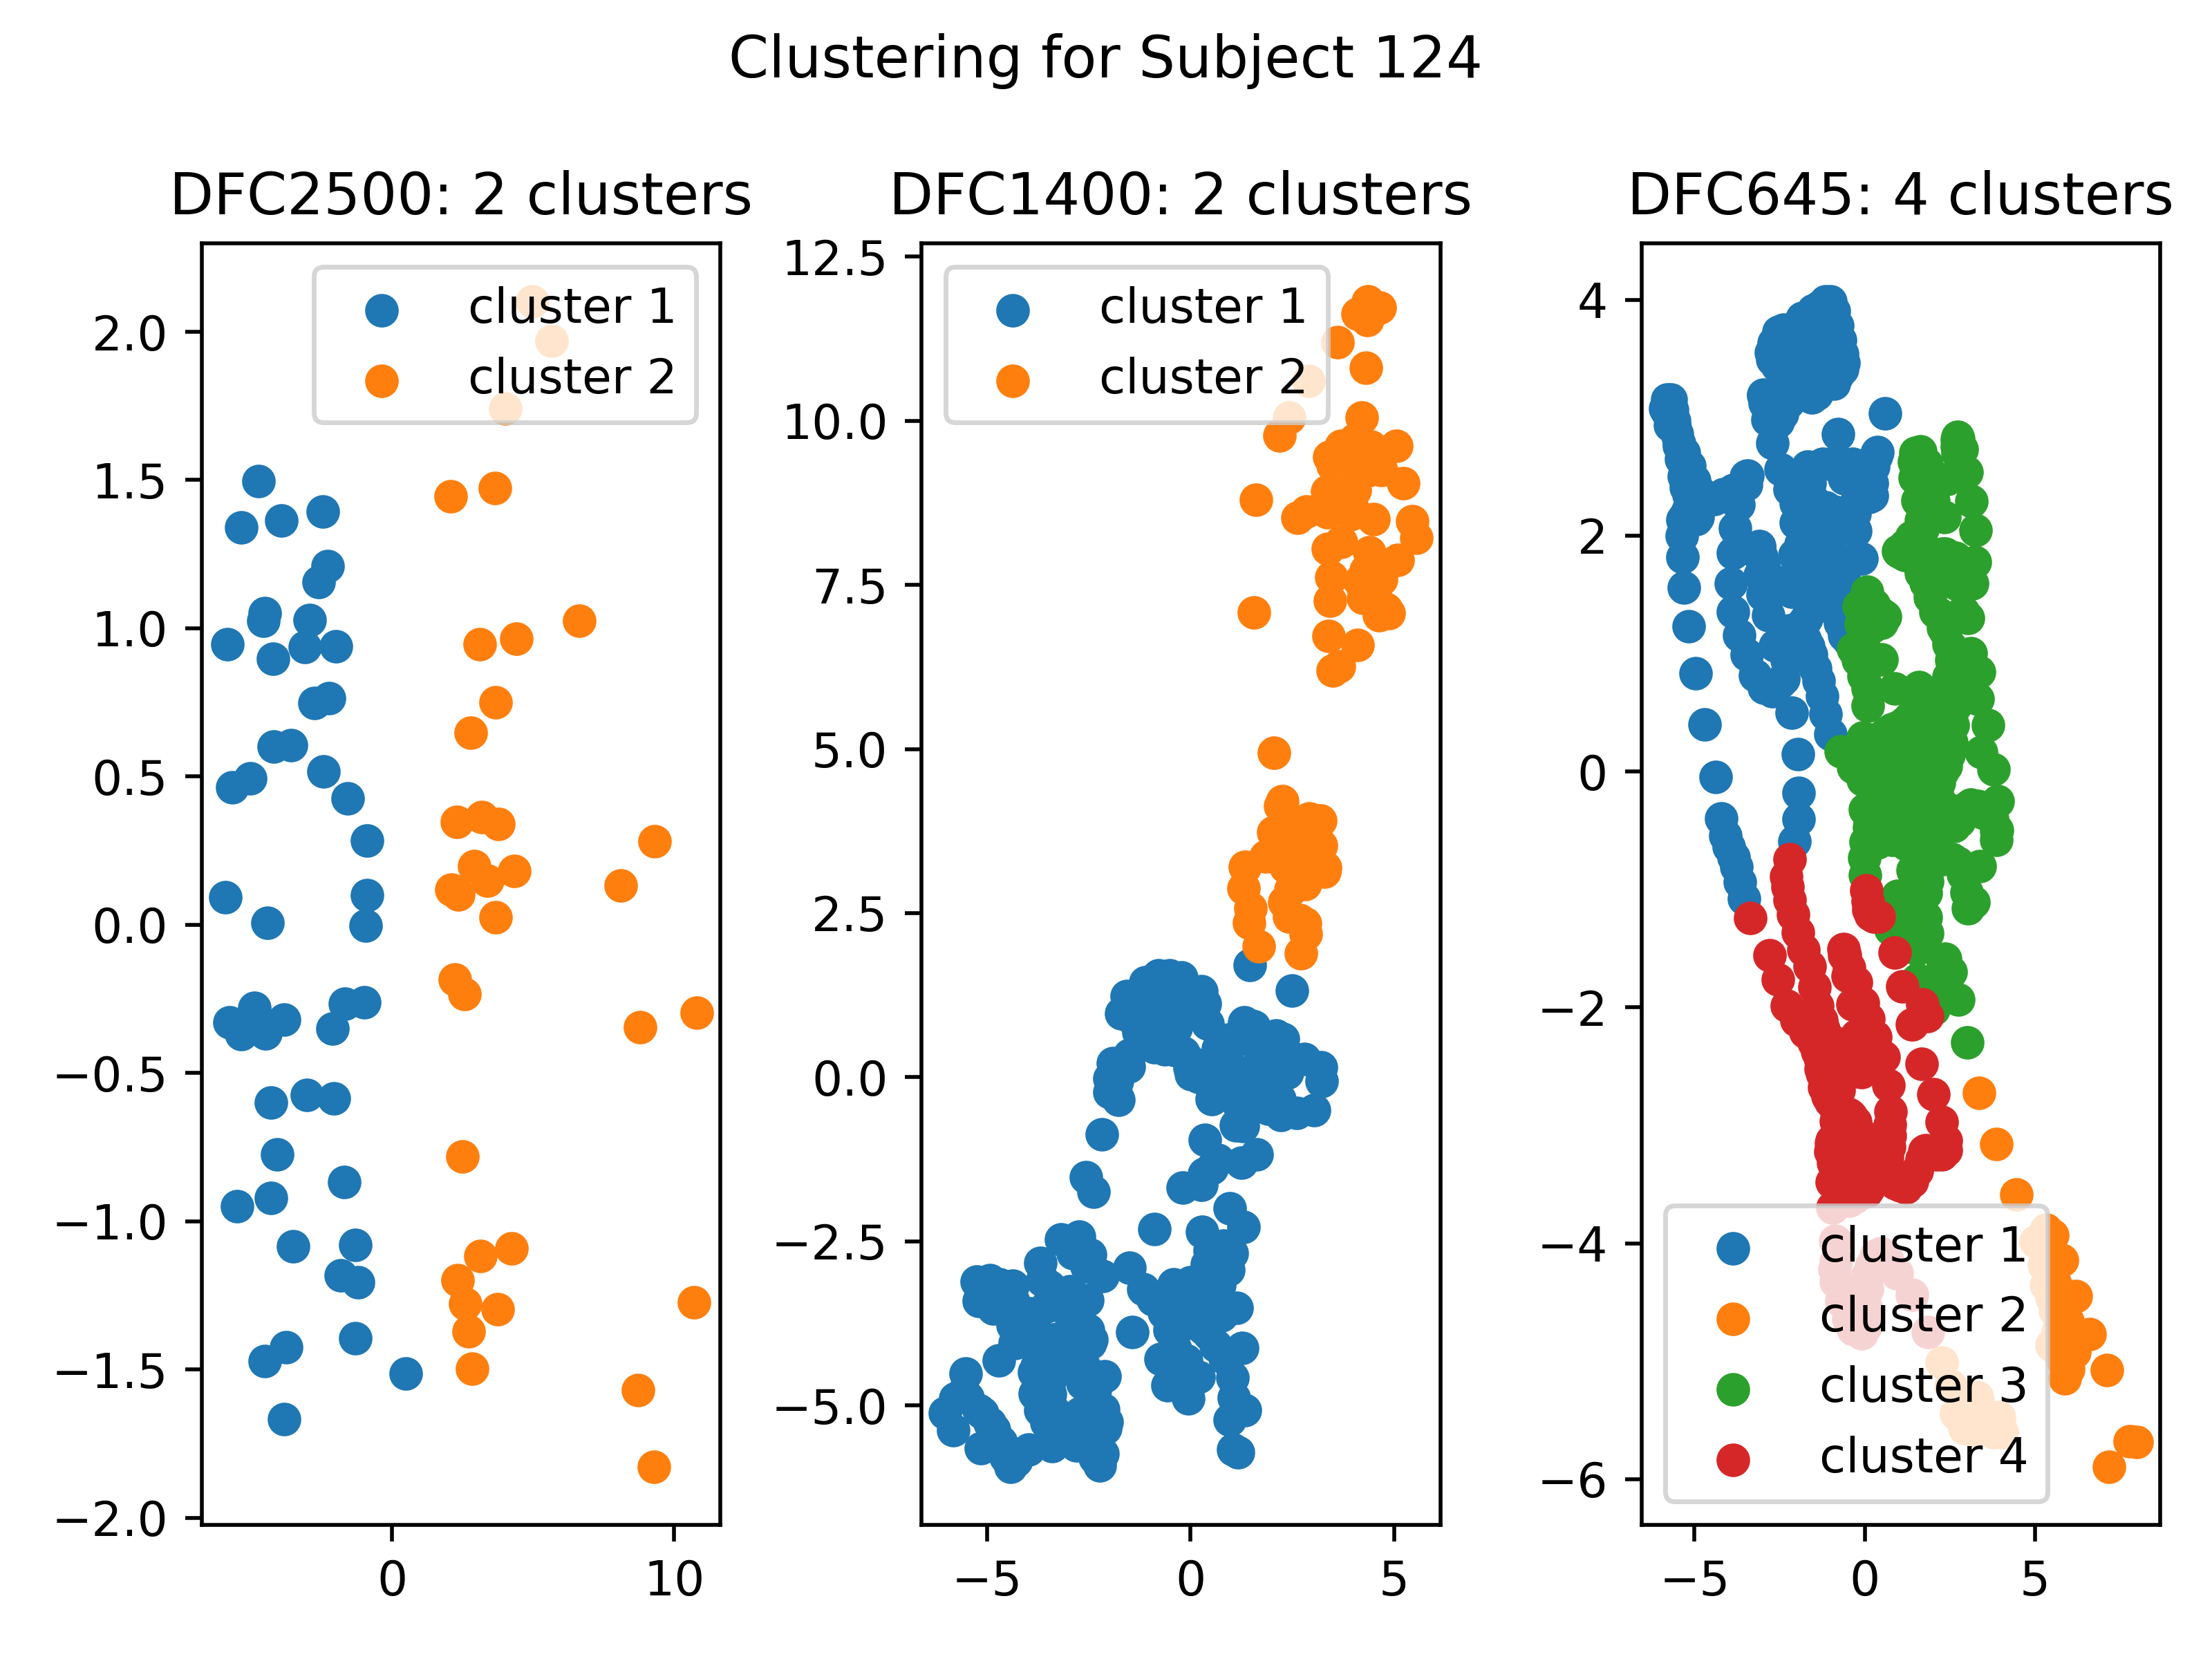 Clustering for Subject 124
DFC2500: 2 clusters
DFC1400: 2 clusters
DFC645: 4 clusters
cluster 1
cluster 2
2.0
1.5
1.0
0.5
0.0
−0.5
−1.0
−1.5
−2.0
0
10
cluster 1
cluster 2
12.5
10.0
7.5
5.0
2.5
0.0
−2.5
−5.0
−5
0
5
4
2
0
−2
−4
−6
cluster 1
cluster 2
cluster 3
cluster 4
−5
0
5